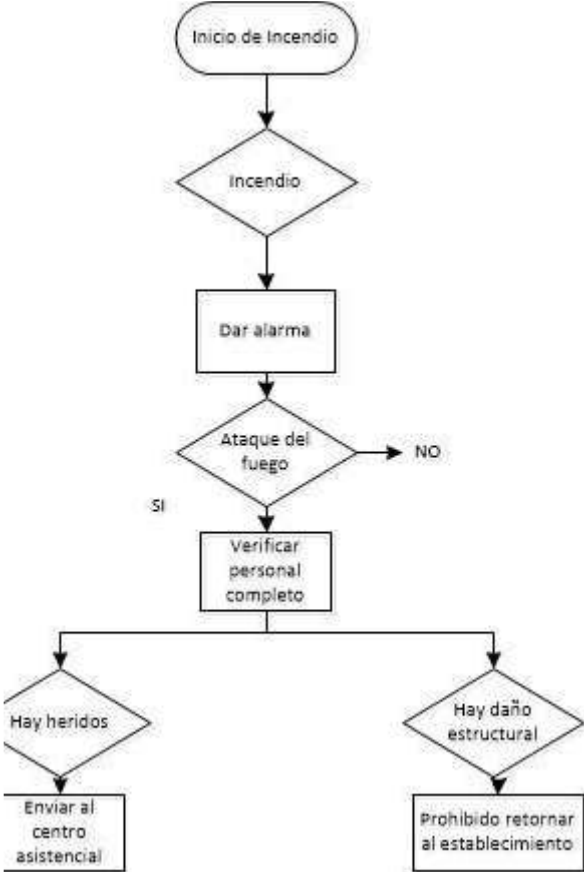 Inicio de Incendio
Incendio
Dar alarma
Ataque del
fuego
NO
SI
Verificar
personal
completo
Hay heridos
Hay daño
estructural
Enviar al
centro
asistencial
Prohibido retornar
al establecimiento